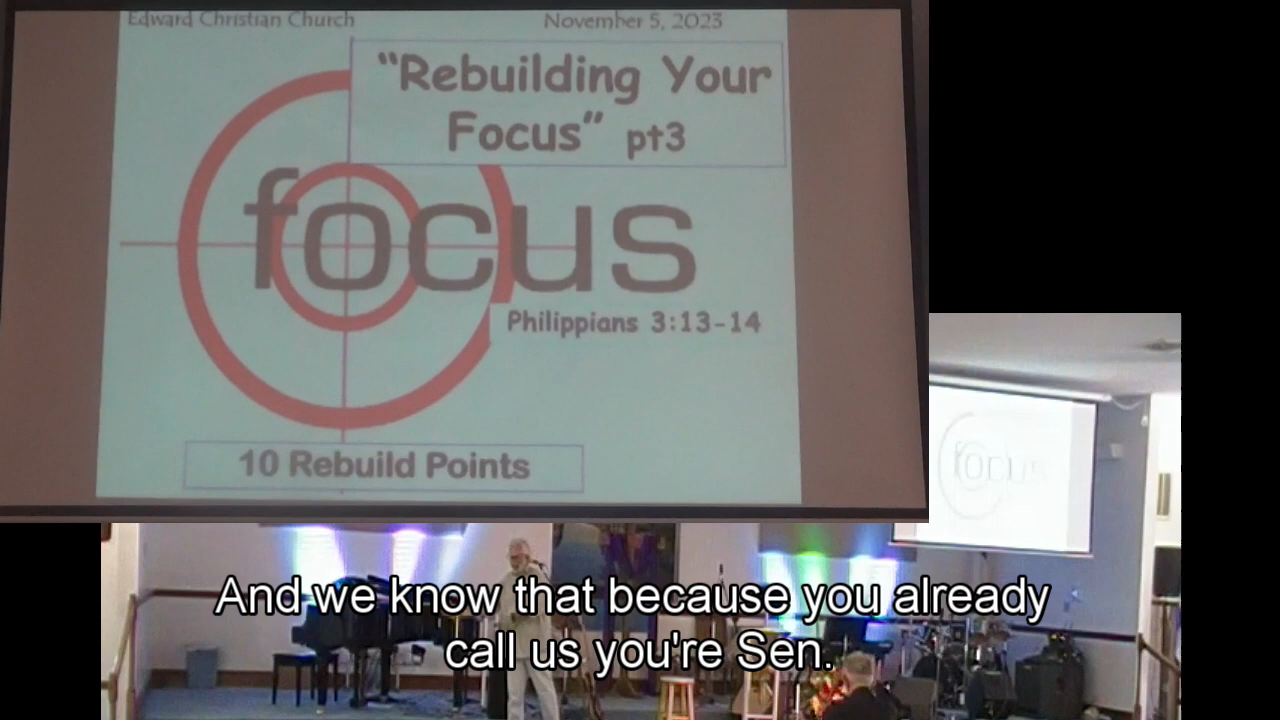 Edward Christian Church
November 5, 2023
"Rebuilding Your
Focus" pt3
focus
Philippians 3:13-14
10 Rebuild Points
focus
And we know that because you already
call us you're Sen.